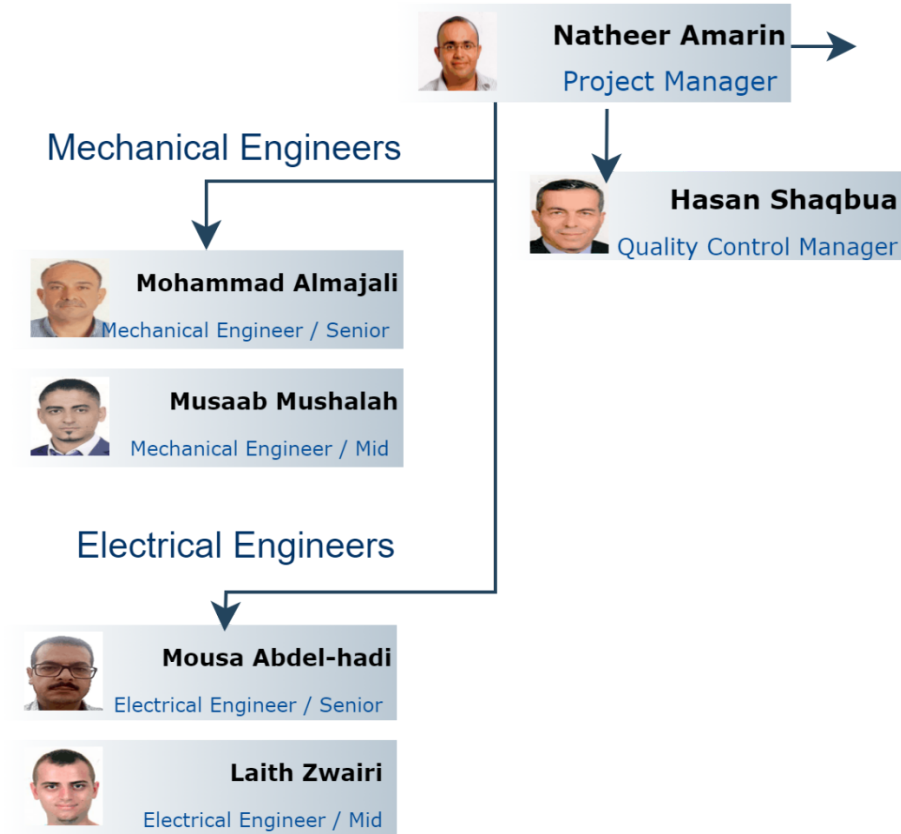 Natheer Amarin
Project Manager
Mechanical Engineers
Hasan Shaqbua
Quality Control Manager
Mohammad Almajali
Mechanical Engineer / Senior
Musaab Mushalah
Mechanical Engineer / Mid
Electrical Engineers
Mousa Abdel-hadi
Electrical Engineer / Senior
Laith Zwairi
Electrical Engineer / Mid